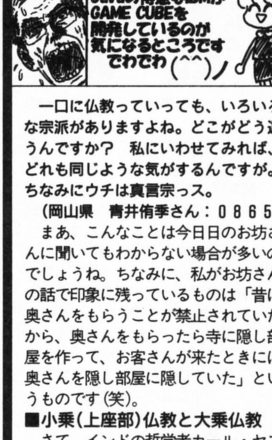 GAME CUBEを
開発しているのが
気になるところです
でわでわ(⌒⌒)ノ
一口に仏教っていっても、いろい
な宗派がありますよね。どこがどう
うんですか? 私にいわせてみれば、
どれも同じような気がするんですが。
ちなみにウチは真言宗っス。
(岡山県 青井侑季さん:0865
まあ、こんなことは今日日のお坊
んに聞いてもわからない場合が多いの
でしょうね。ちなみに、私がお坊さん
の話で印象に残っているものは「昔は
奥さんをもらうことが禁止されていた
から、奥さんをもらったら寺に隠し部
屋を作って、お客さんが来たときには
奥さんを隠し部屋に隠していた」とい
うものです(笑)。
■小乗(上座部)仏教と大乗仏教